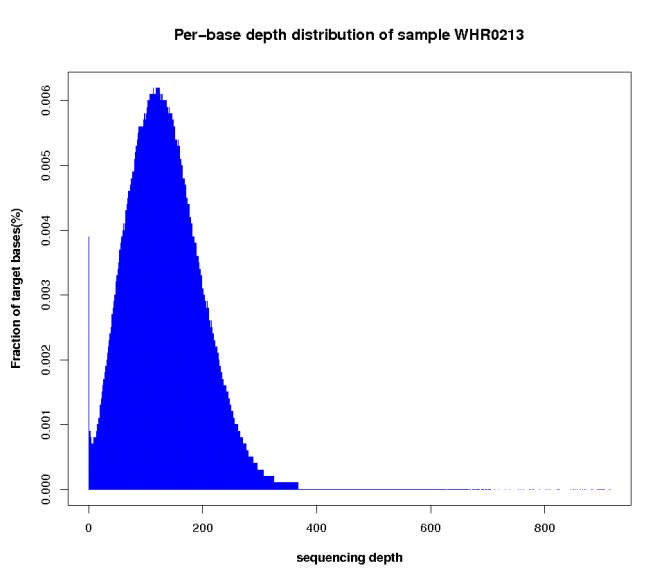 Per-base depth distribution of sample WHR0213
Fraction of target bases(%)
0.006
0.005
0.004
0.003
0.002
0.001
0.000
0 200 400 600 800
sequencing depth